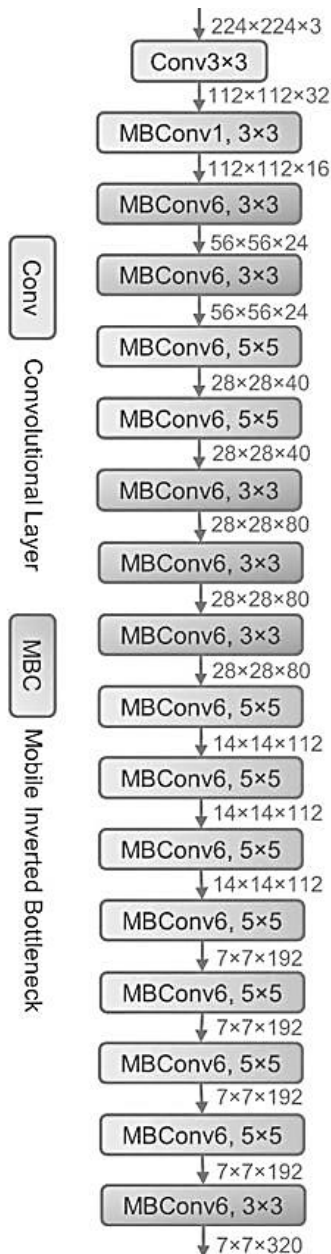 224×224×3
Conv3×3
112×112×32
MBConv1, 3×3
112×112×16
MBConv6, 3×3
56×56×24
MBConv6, 3×3
56×56×24
MBConv6, 5×5
28×28×40
MBConv6, 5×5
28×28×40
MBConv6, 3×3
28×28×80
MBConv6, 3×3
28×28×80
MBConv6, 3×3
28×28×80
MBConv6, 5×5
14×14×112
MBConv6, 5×5
14×14×112
MBConv6, 5×5
14×14×112
MBConv6, 5×5
7×7×192
MBConv6, 5×5
7×7×192
MBConv6, 5×5
7×7×192
MBConv6, 5×5
7×7×192
MBConv6, 3×3
7×7×320
Conv
Convolutional Layer
MBC
Mobile Inverted Bottleneck